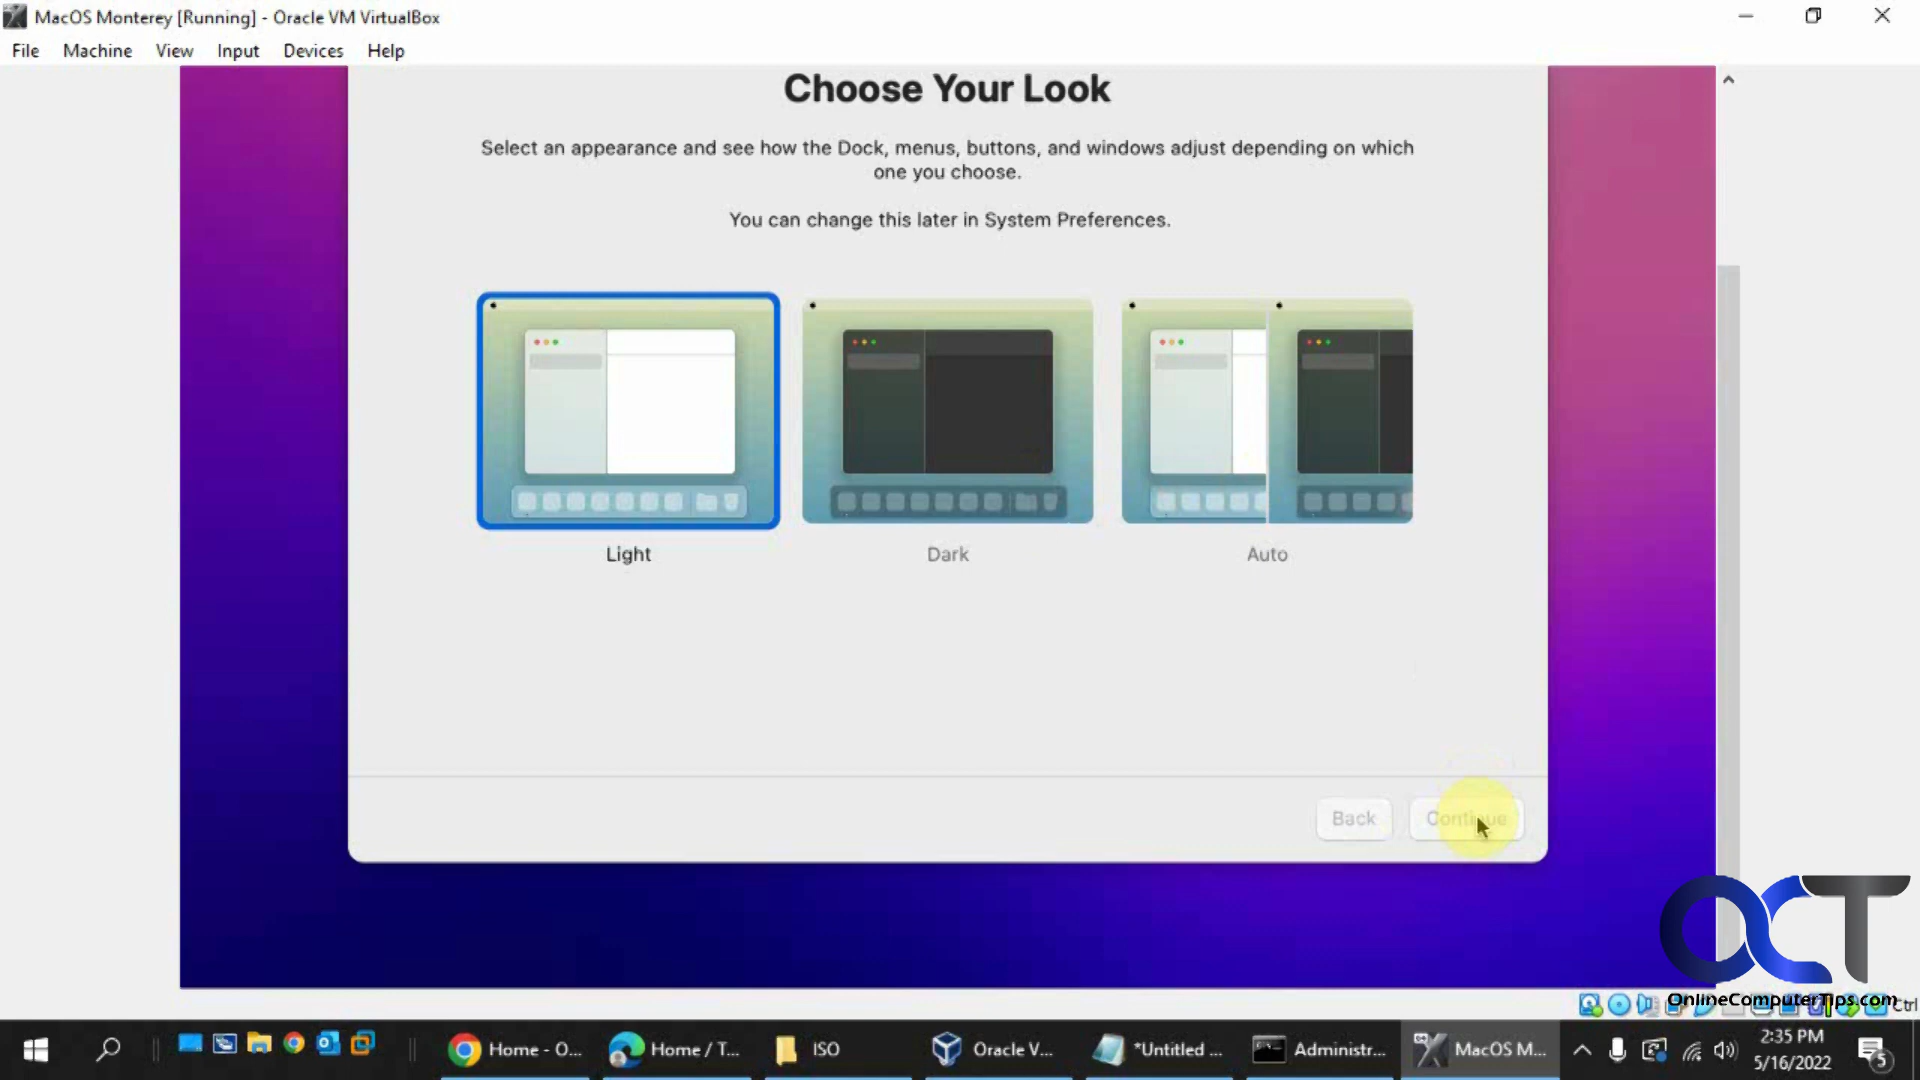 MacOS Monterey [Running] - Oracle VM VirtualBox
File Machine View Input Devices Help
Choose Your Look
Select an appearance and see how the Dock, menus, buttons, and windows adjust depending on which
one you choose.
You can change this later in System Preferences.
Light Dark Auto
Back Continue
OCT
OnlineComputerTips.com
Ctrl
Home - O...
Home / T...
ISO
Oracle V...
*Untitled ...
Administr...
MacOS M...
2:35 PM
5/16/2022
5